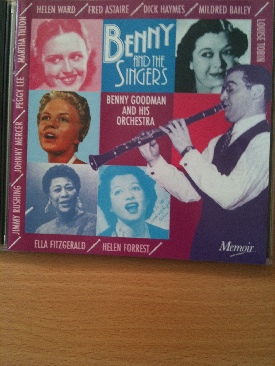 HELEN WARD FRED ASTAIRE DICK HAYMES MILDRED BAILEY
LOUISE TOBIN
MARTHA TILTON
PEGGY LEE
JOHNNY MERCER
JIMMY RUSHING
BENNY
AND THE
SINGERS
BENNY GOODMAN
AND HIS
ORCHESTRA
ELLA FITZGERALD HELEN FORREST
Memoir